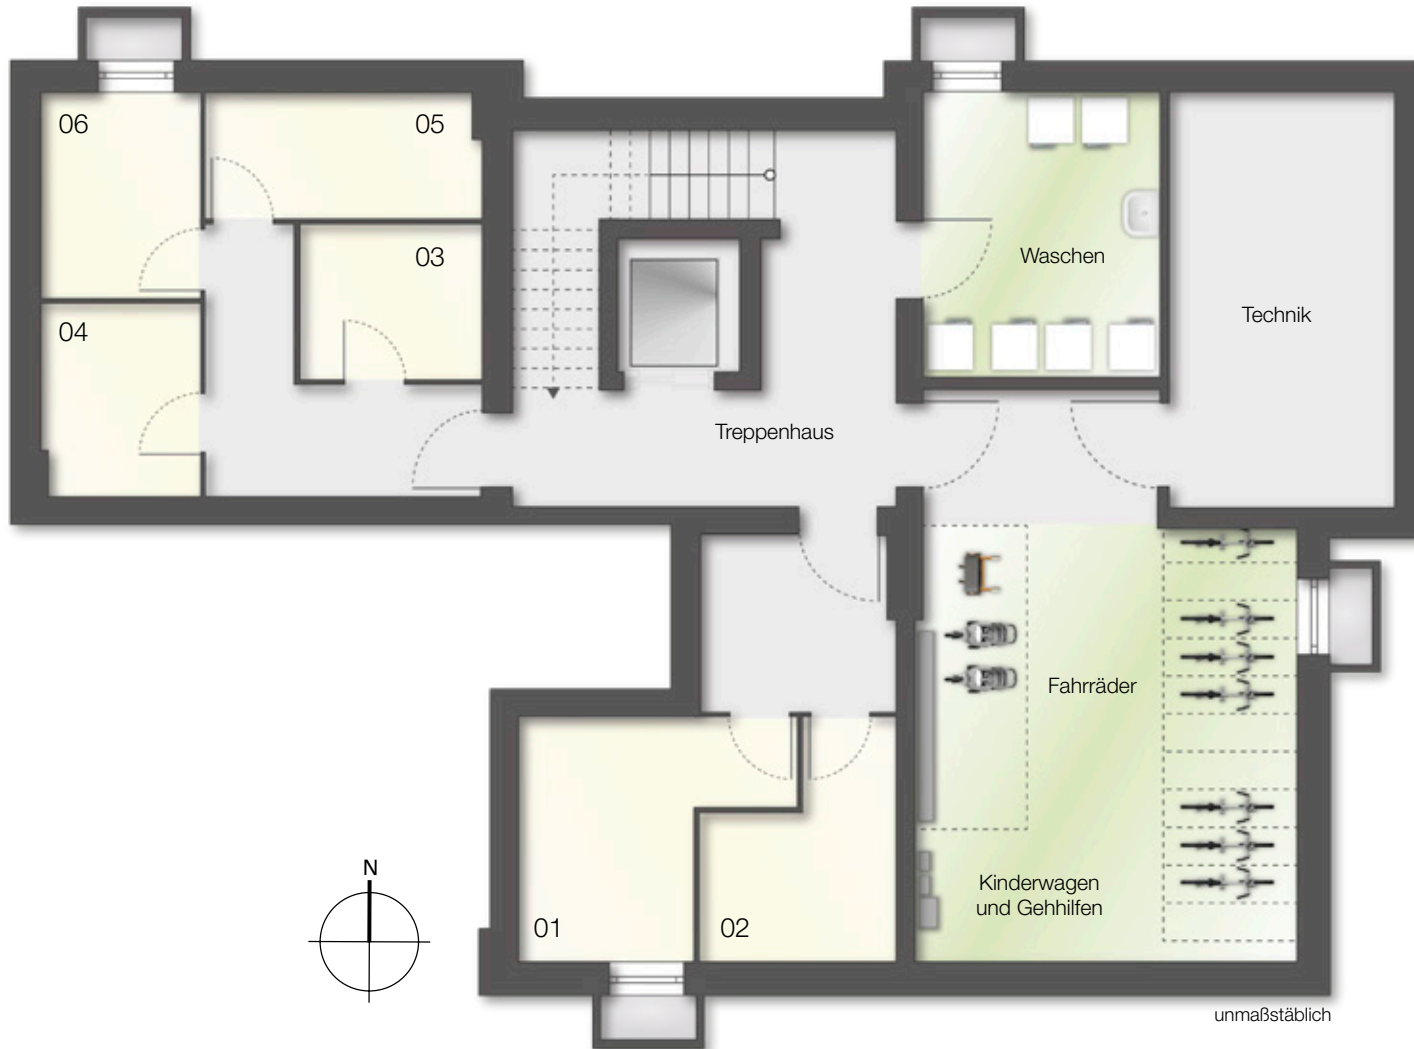 06
05
03
04
Waschen
Technik
Treppenhaus
Fahrräder
Kinderwagen
und Gehhilfen
N
01
02
unmaßstäblich